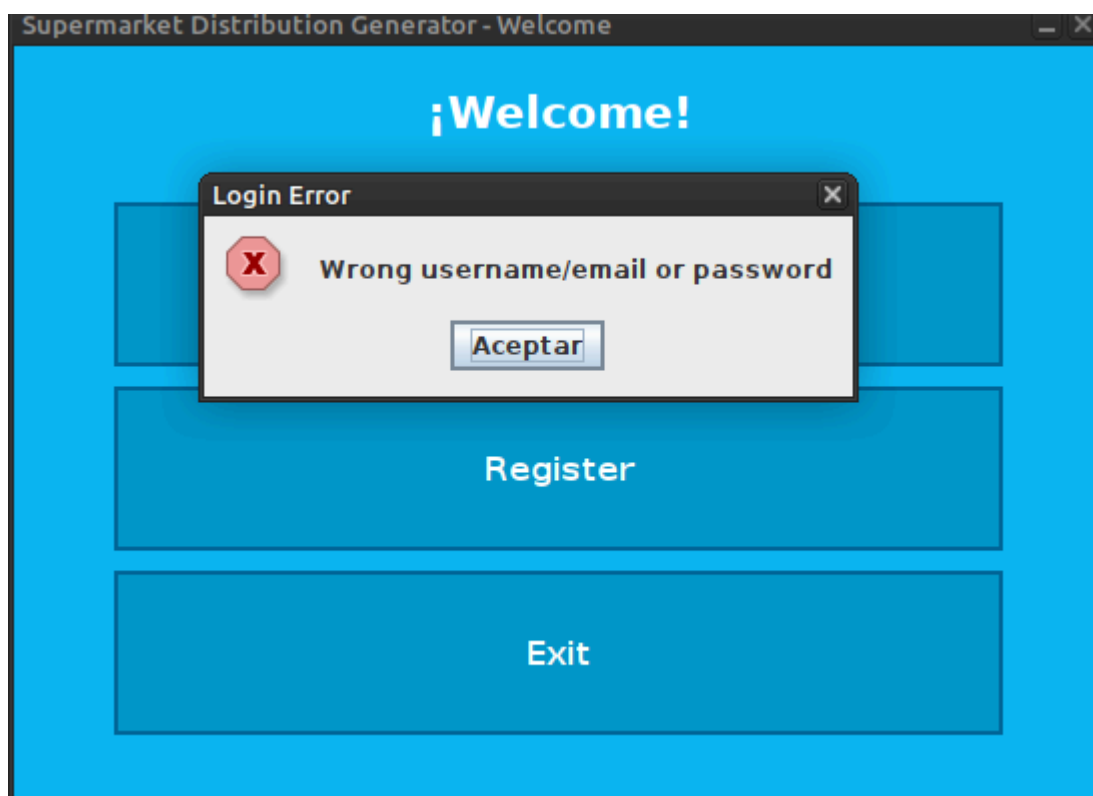 Supermarket Distribution Generator - Welcome
¡Welcome!
Login Error
Wrong username/email or password
Aceptar
Register
Exit